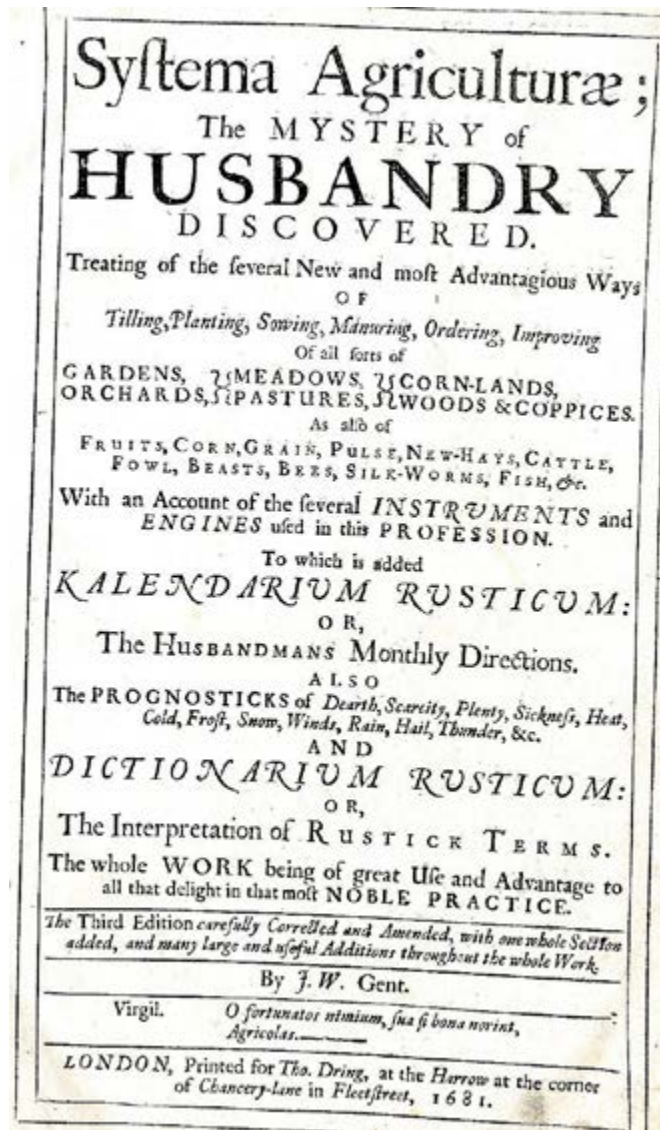 Syſtema Agriculturæ;
The MYSTERY of
HUSBANDRY
DISCOVERED.
Treating of the ſeveral New and moſt Advantagious Ways
OF
Tilling, Planting, Sowing, Manuring, Ordering, Improving
Of all ſorts of
GARDENS, MEADOWS, CORN-LANDS,
ORCHARDS, PASTURES, WOODS & COPPICES.
As alſo of
FRUITS, CORN, GRAIN, PULSE, NEW-HAYS, CATTLE,
FOWL, BEASTS, BEES, SILK-WORMS, FISH, &c.
With an Account of the ſeveral INSTRVMENTS and
ENGINES uſed in this PROFESSION.
To which is added
KALENDARIVM RVSTICVM:
OR,
The HUSBANDMANS Monthly Directions.
ALSO
The PROGNOSTICKS of Dearth, Scarcity, Plenty, Sickneſs, Heat,
Cold, Froſt, Snow, Winds, Rain, Hail, Thunder, &c.
AND
DICTIONARIVM RVSTICVM:
OR,
The Interpretation of RUSTICK TERMS.
The whole WORK being of great Uſe and Advantage to
all that delight in that moſt NOBLE PRACTICE.
The Third Edition carefully Corrected and Amended, with one whole Section
added, and many large and uſeful Additions throughout the whole Work.
By J. W. Gent.
Virgil. O fortunatos nimium, ſua ſi bona norint,
Agricolas.———
LONDON, Printed for Tho. Dring, at the Harrow at the corner
of Chancery-lane in Fleetſtreet, 1681.